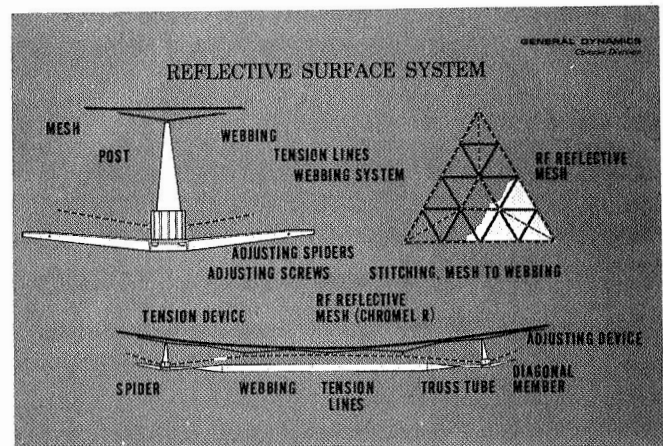 GENERAL DYNAMICS
Convair Division
REFLECTIVE SURFACE SYSTEM
MESH
WEBBING
POST
TENSION LINES
WEBBING SYSTEM
RF REFLECTIVE
MESH
ADJUSTING SPIDERS
ADJUSTING SCREWS
STITCHING, MESH TO WEBBING
TENSION DEVICE
RF REFLECTIVE
MESH (CHROMEL R)
ADJUSTING DEVICE
SPIDER
WEBBING
TENSION
LINES
TRUSS TUBE
DIAGONAL
MEMBER